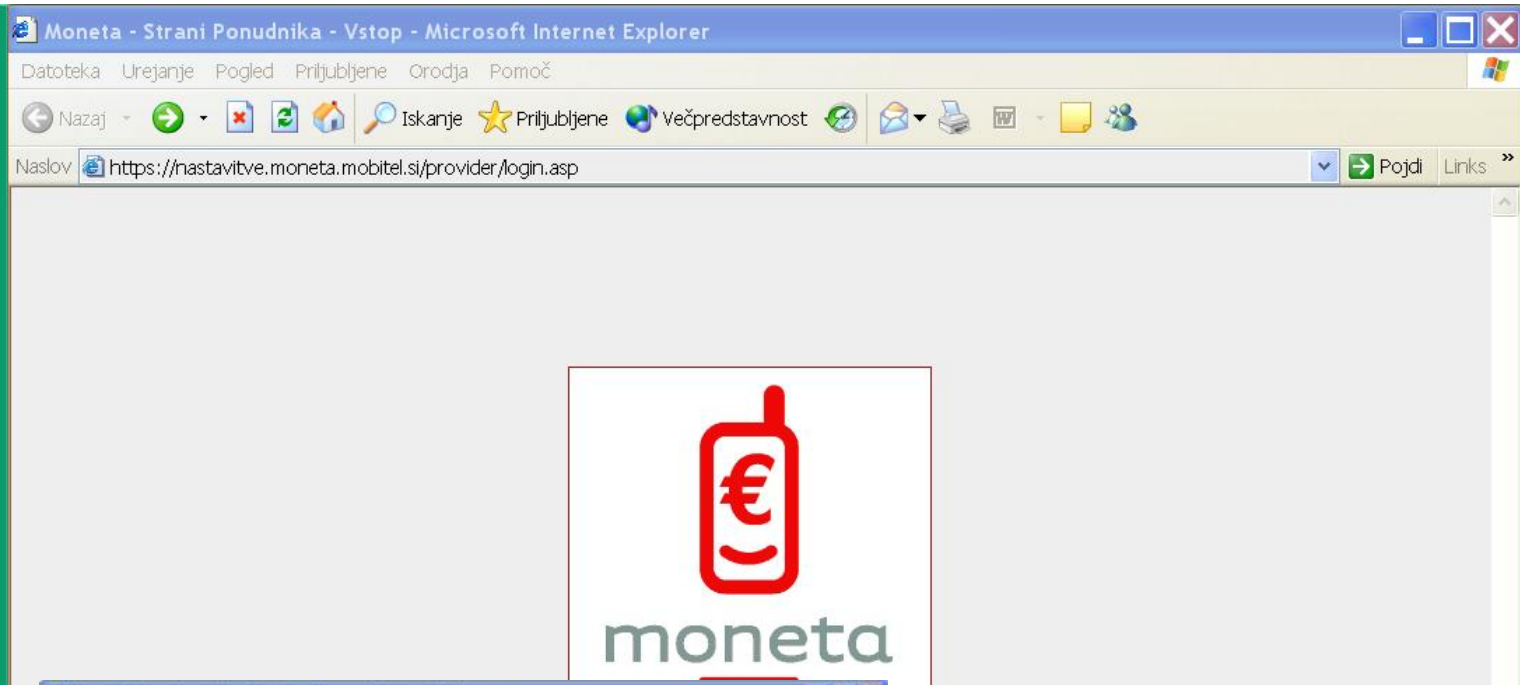 Moneta - Strani Ponudnika - Vstop - Microsoft Internet Explorer
Datoteka Urejanje Pogled Priljubljene Orodja Pomoč
Nazaj Iskanje Priljubljene Večpredstavnost
Naslov https://nastavitve.moneta.mobitel.si/provider/login.asp Pojdi Links »
€
moneta